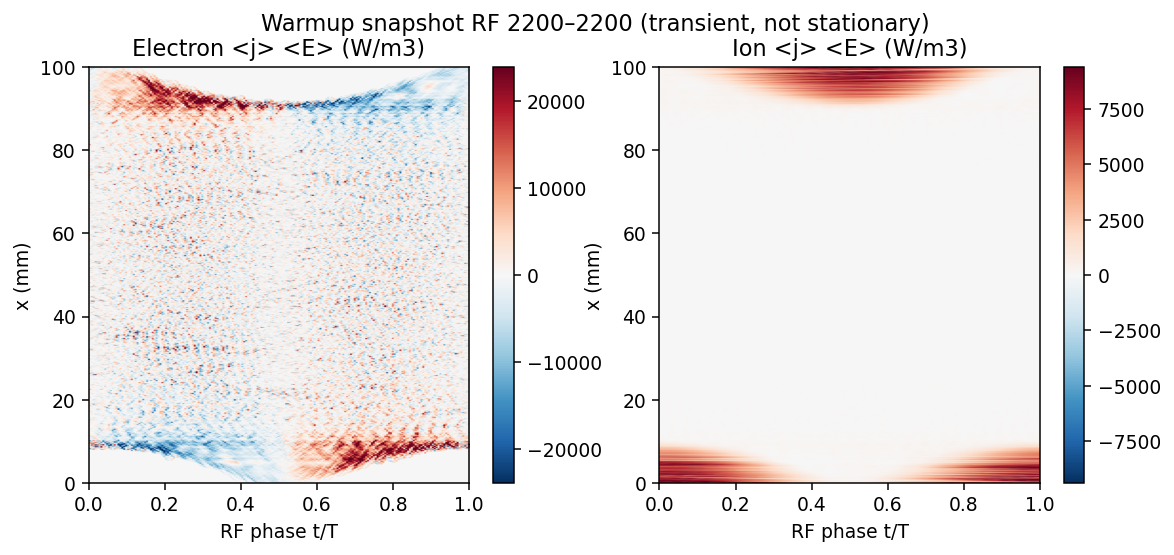 Warmup snapshot RF 2200–2200 (transient, not stationary)
Electron <j> <E> (W/m3)
Ion <j> <E> (W/m3)
100
80
60
40
20
0
x (mm)
0.0 0.2 0.4 0.6 0.8 1.0
RF phase t/T
20000
10000
0
−10000
−20000
100
80
60
40
20
0
x (mm)
0.0 0.2 0.4 0.6 0.8 1.0
RF phase t/T
7500
5000
2500
0
−2500
−5000
−7500